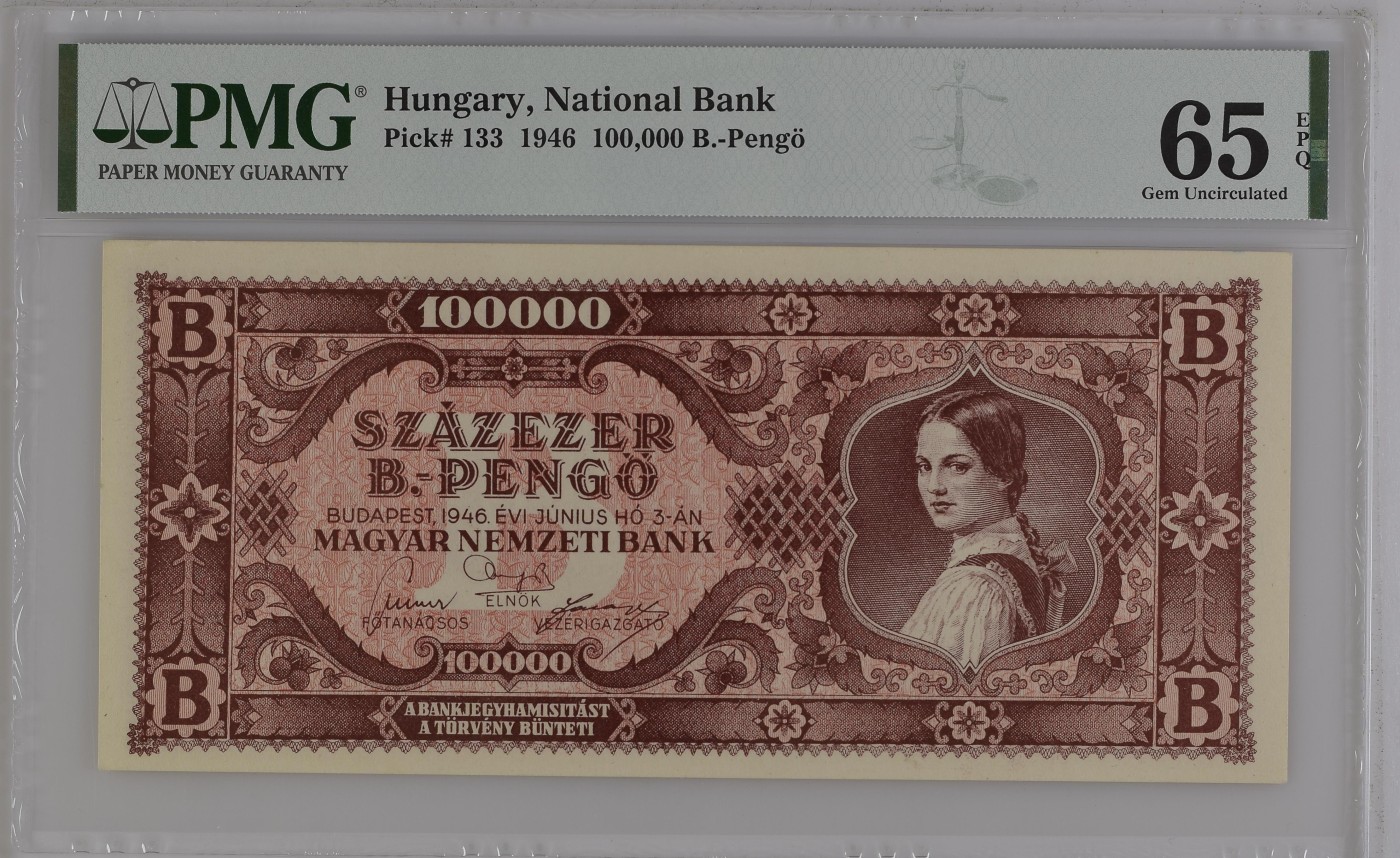 PMG®
PAPER MONEY GUARANTY
Hungary, National Bank
Pick# 133 1946 100,000 B.-Pengö
65
EPQ
Gem Uncirculated
B
100000
B
SZÁZEZER
B.-PENGŐ
BUDAPEST, 1946. ÉVI JÚNIUS HÓ 3-ÁN
MAGYAR NEMZETI BANK
B
ELNÖK
FŐTANÁCSOS VEZÉRIGAZGATÓ
100000
B
A BANKJEGYHAMISITÁST
A TÖRVÉNY BÜNTETI
B